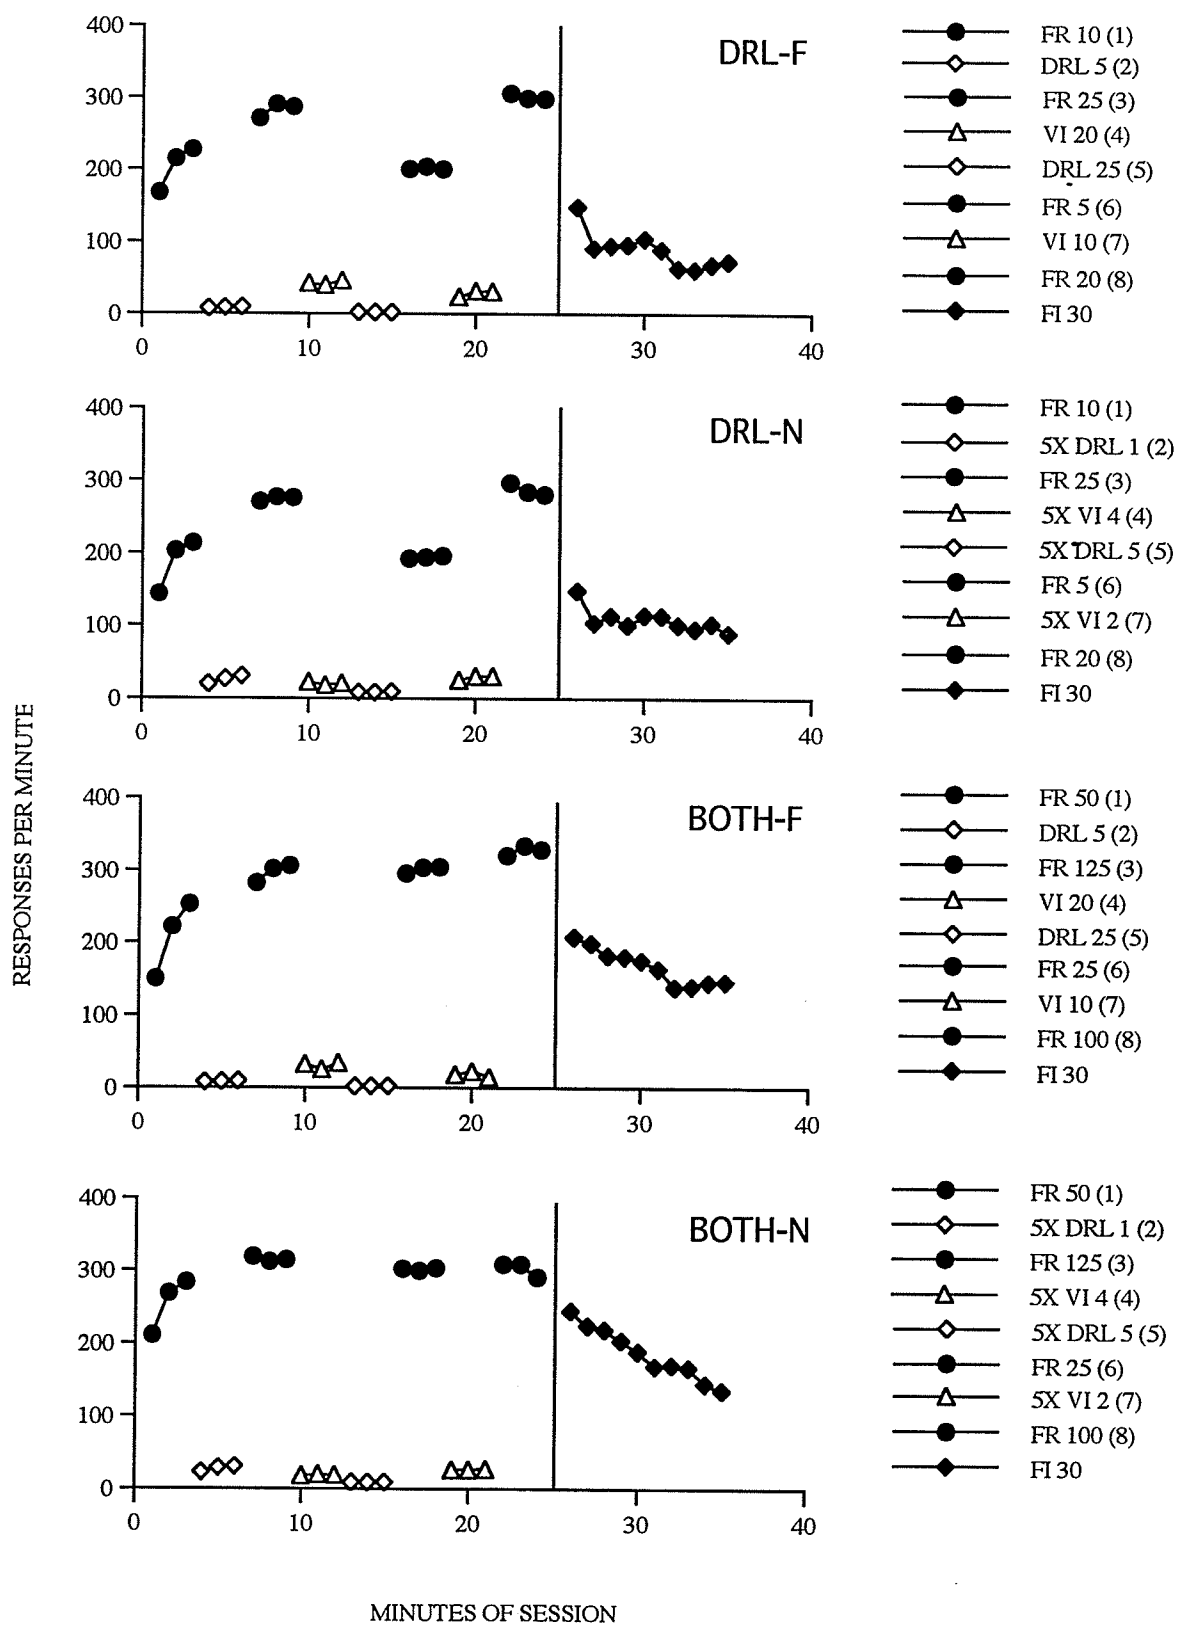 400
300
200
100
0
0 10 20 30 40
DRL-F
FR 10 (1)
DRL 5 (2)
FR 25 (3)
VI 20 (4)
DRL 25 (5)
FR 5 (6)
VI 10 (7)
FR 20 (8)
FI 30
400
300
200
100
0
0 10 20 30 40
DRL-N
FR 10 (1)
5X DRL 1 (2)
FR 25 (3)
5X VI 4 (4)
5X DRL 5 (5)
FR 5 (6)
5X VI 2 (7)
FR 20 (8)
FI 30
RESPONSES PER MINUTE
400
300
200
100
0
0 10 20 30 40
BOTH-F
FR 50 (1)
DRL 5 (2)
FR 125 (3)
VI 20 (4)
DRL 25 (5)
FR 25 (6)
VI 10 (7)
FR 100 (8)
FI 30
400
300
200
100
0
0 10 20 30 40
BOTH-N
FR 50 (1)
5X DRL 1 (2)
FR 125 (3)
5X VI 4 (4)
5X DRL 5 (5)
FR 25 (6)
5X VI 2 (7)
FR 100 (8)
FI 30
MINUTES OF SESSION